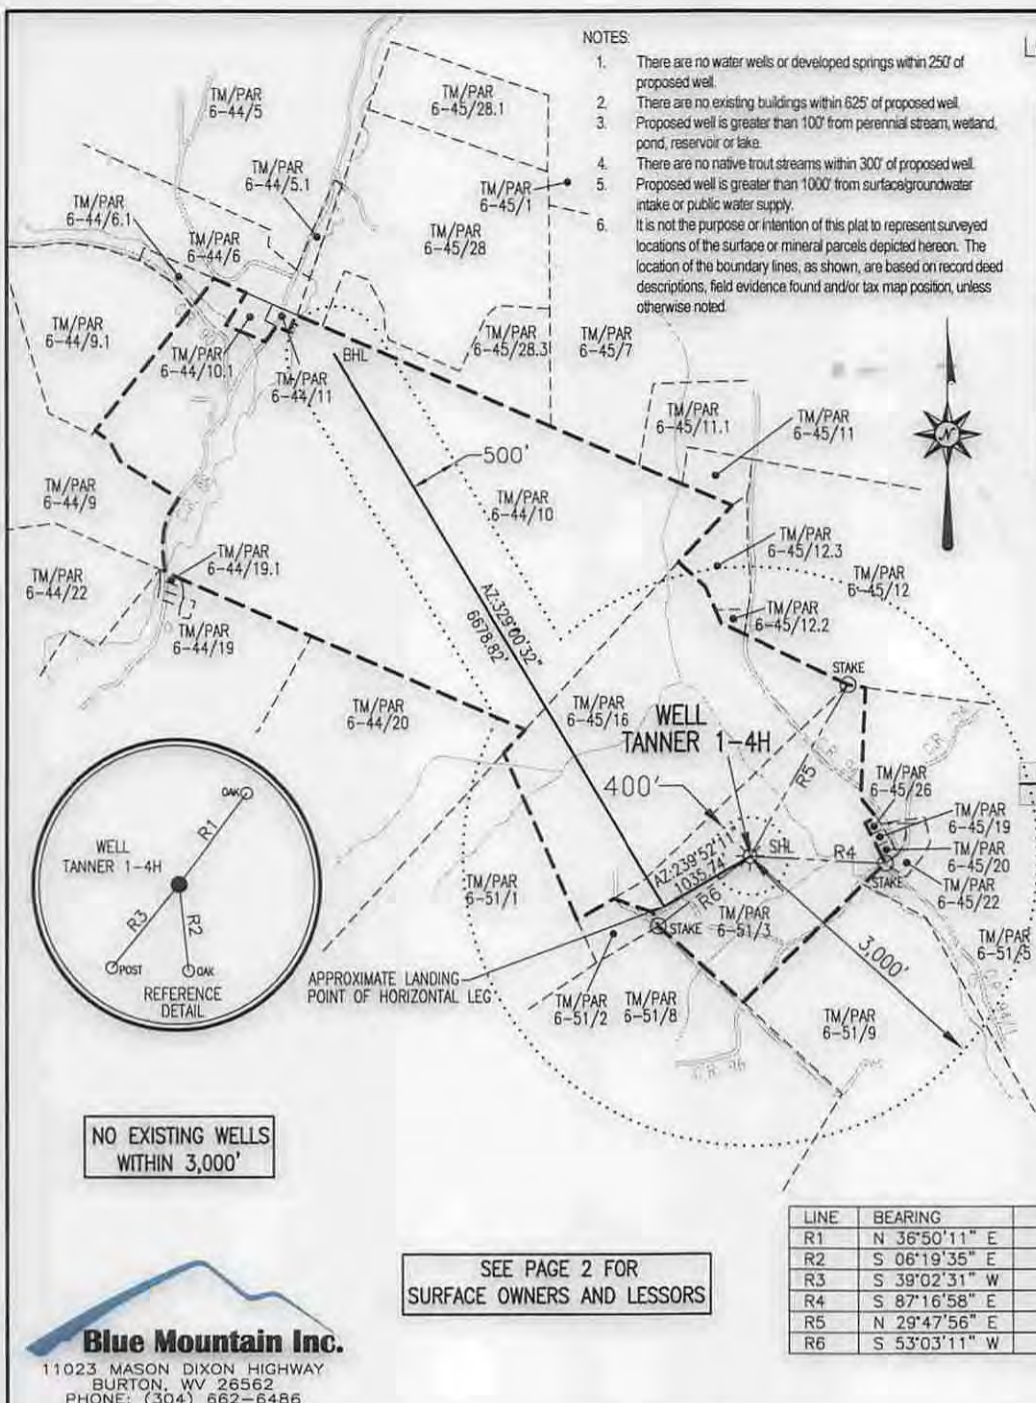 NOTES:
1. There are no water wells or developed springs within 250' of
proposed well.
2. There are no existing buildings within 625' of proposed well.
3. Proposed well is greater than 100' from perennial stream, wetland,
pond, reservoir or lake.
4. There are no native trout streams within 300' of proposed well.
5. Proposed well is greater than 1000' from surface/groundwater
intake or public water supply.
6. It is not the purpose or intention of this plat to represent surveyed
locations of the surface or mineral parcels depicted hereon. The
location of the boundary lines, as shown, are based on record deed
descriptions, field evidence found and/or tax map position, unless
otherwise noted.
L
TM/PAR
6-44/5
TM/PAR
6-45/28.1
TM/PAR
6-44/5.1
TM/PAR
6-44/6.1
TM/PAR
6-44/6
TM/PAR
6-45/1
TM/PAR
6-45/28
TM/PAR
6-44/9.1
TM/PAR
6-44/10.1
TM/PAR
6-44/11
BHL
TM/PAR
6-45/28.3
TM/PAR
6-45/7
TM/PAR
6-45/11.1
TM/PAR
6-45/11
N
500'
TM/PAR
6-44/9
TM/PAR
6-44/10
TM/PAR
6-44/19.1
TM/PAR
6-45/12.3
TM/PAR
6-44/22
TM/PAR
6-45/12
TM/PAR
6-45/12.2
TM/PAR
6-44/19
AZ:329°00'32"
6678.82'
STAKE
TM/PAR
6-44/20
TM/PAR
6-45/16
WELL
TANNER 1-4H
R5
400'
TM/PAR
6-45/26
TM/PAR
6-45/19
TM/PAR
6-45/20
TM/PAR
6-45/22
SHL
R4
STAKE
AZ:239°52'11"
1035.74'
R6
STAKE
TM/PAR
6-51/1
TM/PAR
6-51/3
TM/PAR
6-51/5
3,000'
APPROXIMATE LANDING
POINT OF HORIZONTAL LEG
TM/PAR
6-51/2
TM/PAR
6-51/8
TM/PAR
6-51/9
C.R. 96
OAK
R1
WELL
TANNER 1-4H
R3
R2
POST
OAK
REFERENCE
DETAIL
NO EXISTING WELLS
WITHIN 3,000'
SEE PAGE 2 FOR
SURFACE OWNERS AND LESSORS
LINE BEARING
R1 N 36°50'11" E
R2 S 06°19'35" E
R3 S 39°02'31" W
R4 S 87°16'58" E
R5 N 29°47'56" E
R6 S 53°03'11" W
Blue Mountain Inc.
11023 MASON DIXON HIGHWAY
BURTON, WV 26562
PHONE: (304) 662-6486